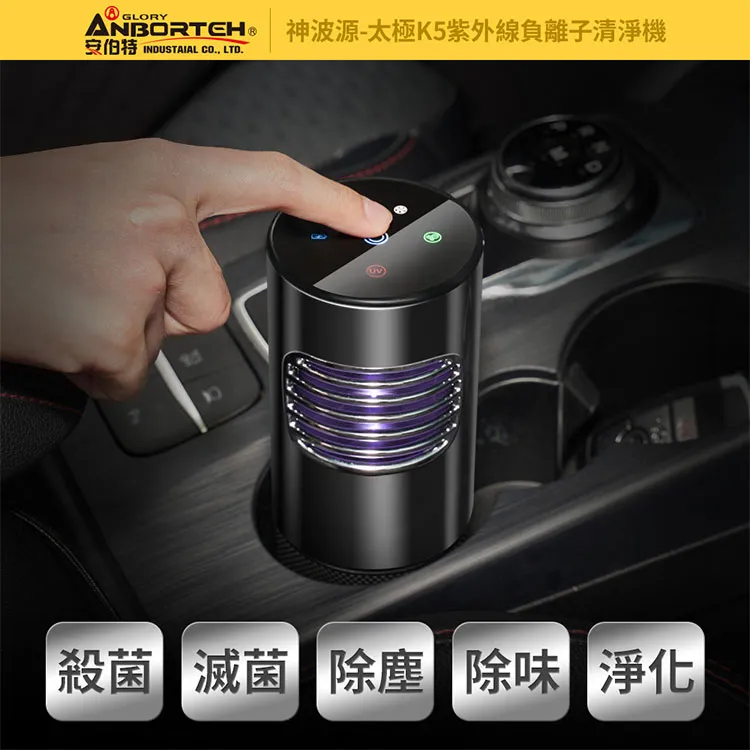 GLORY
ANBORTEH®
安伯特 INDUSTAIAL CO., LTD.
神波源-太極K5紫外線負離子清淨機
UV
殺菌 滅菌 除塵 除味 淨化